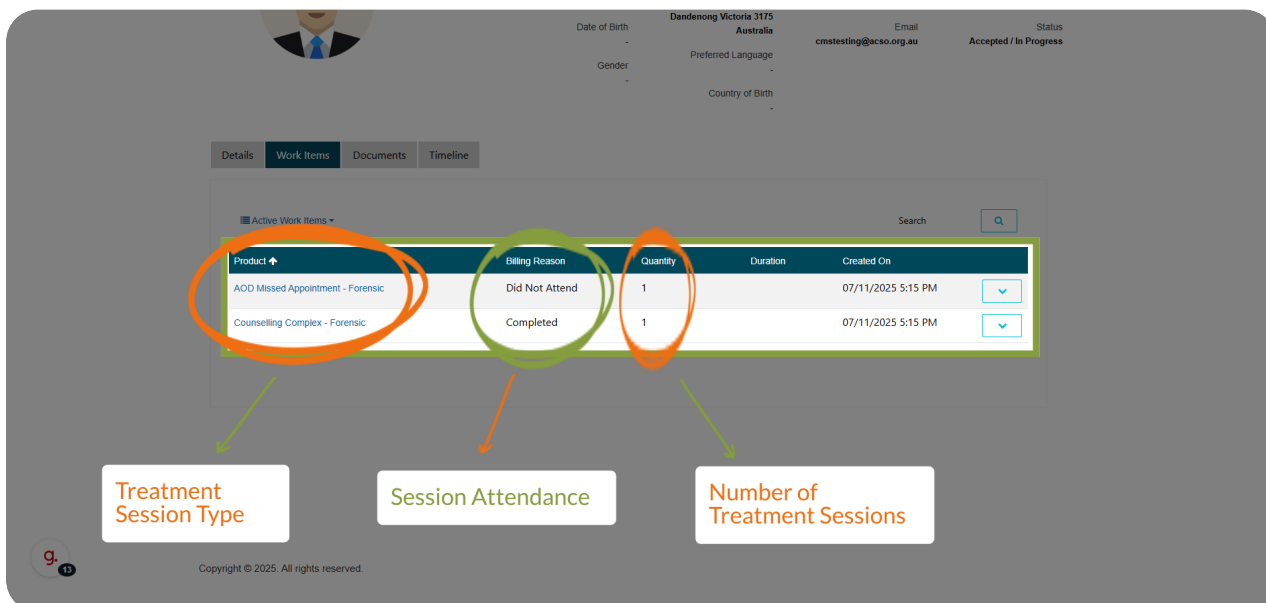 Date of Birth
-
Gender
-
Dandenong Victoria 3175
Australia
Preferred Language
-
Country of Birth
-
Email
cmstesting@acso.org.au
Status
Accepted / In Progress
Details Work Items Documents Timeline
Active Work Items
Search
Product Billing Reason Quantity Duration Created On
AOD Missed Appointment - Forensic Did Not Attend 1 07/11/2025 5:15 PM
Counselling Complex - Forensic Completed 1 07/11/2025 5:15 PM
Treatment
Session Type
Session Attendance
Number of
Treatment Sessions
g.
13
Copyright © 2025. All rights reserved.